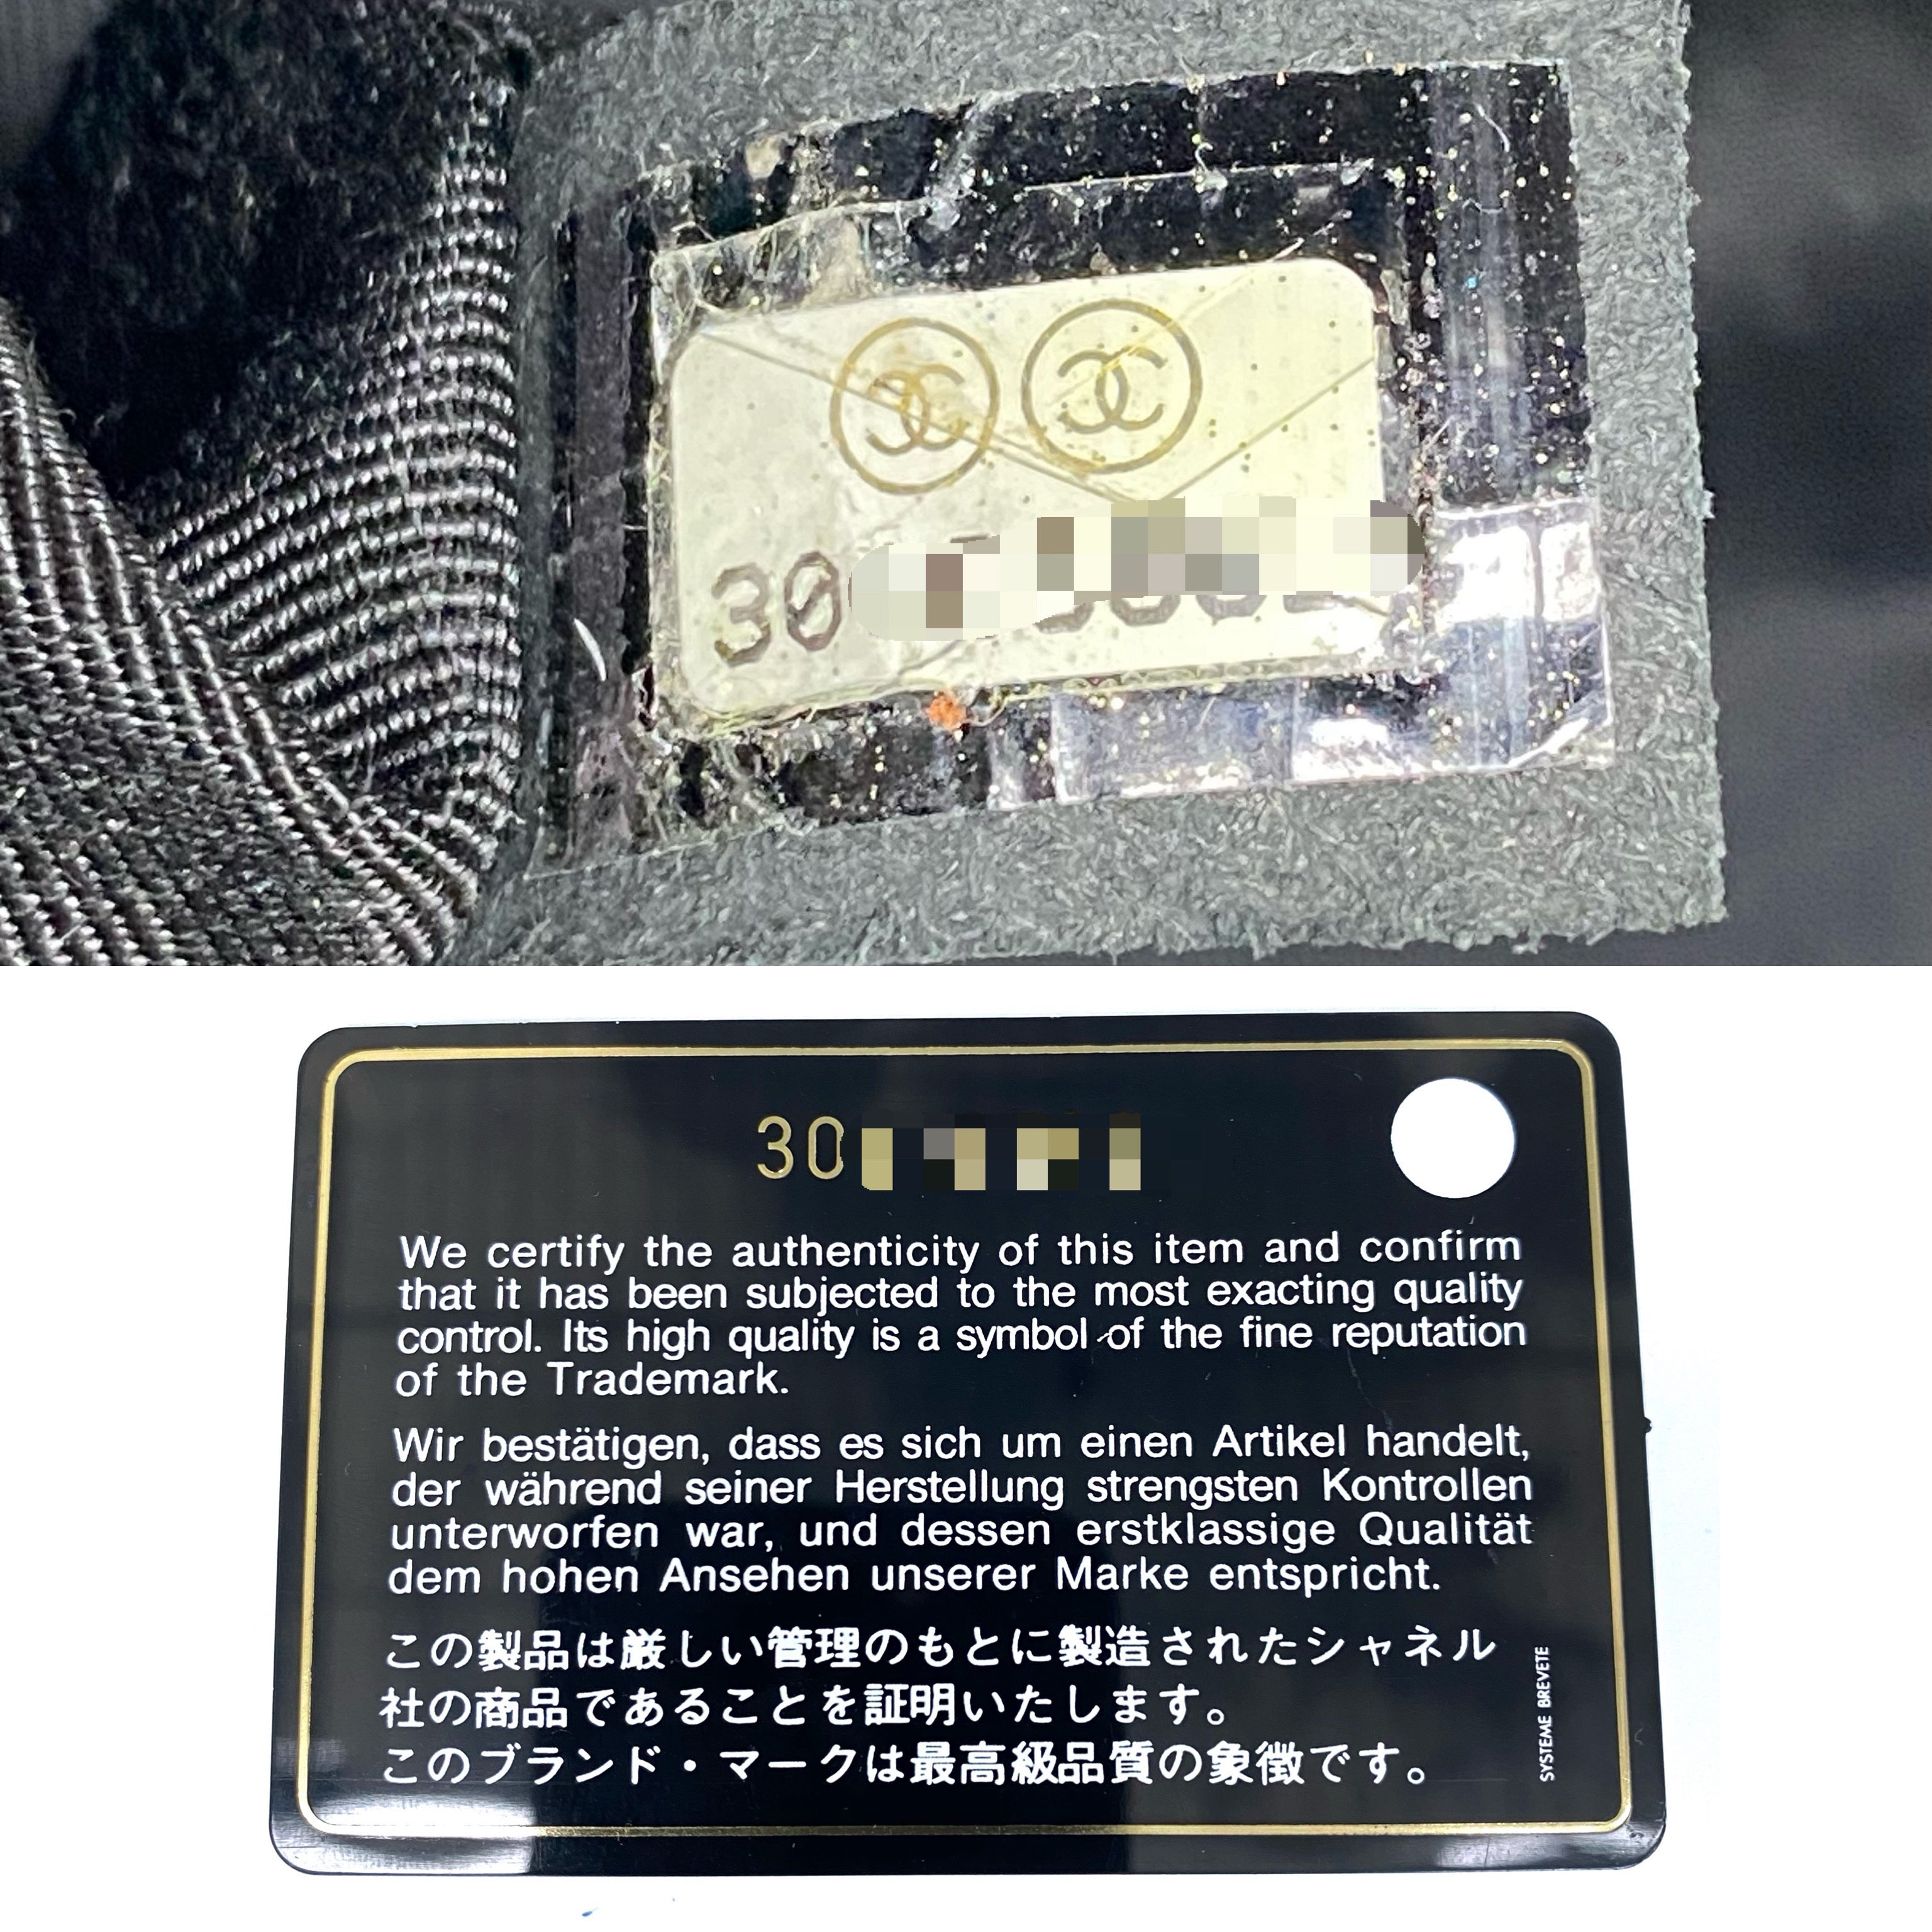 30
30
We certify the authenticity of this item and confirm
that it has been subjected to the most exacting quality
control. Its high quality is a symbol of the fine reputation
of the Trademark.
Wir bestätigen, dass es sich um einen Artikel handelt,
der während seiner Herstellung strengsten Kontrollen
unterworfen war, und dessen erstklassige Qualität
dem hohen Ansehen unserer Marke entspricht.
この製品は厳しい管理のもとに製造されたシャネル
社の商品であることを証明いたします。
このブランド・マークは最高級品質の象徴です。
SYSTEME BREVETE